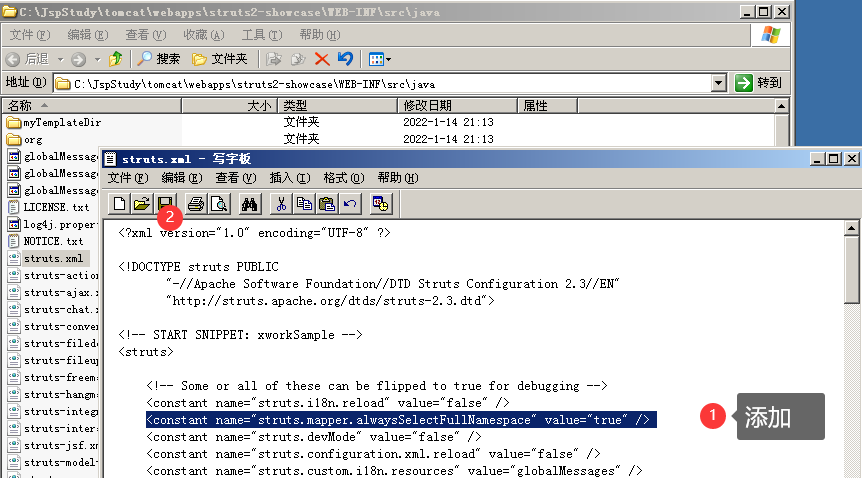 C:\JspStudy\tomcat\webapps\struts2-showcase\WEB-INF\src\java
文件(F) 编辑(E) 查看(V) 收藏(A) 工具(T) 帮助(H)
后退 搜索 文件夹
地址(D) C:\JspStudy\tomcat\webapps\struts2-showcase\WEB-INF\src\java 转到
名称 大小 类型 修改日期 属性
myTemplateDir 文件夹 2022-1-14 21:13
org 文件夹 2022-1-14 21:13
globalMessage
globalMessage
globalMessage
LICENSE.txt
log4j.propert
NOTICE.txt
struts.xml
struts-action
struts-ajax.x
struts-chat.x
struts-conver
struts-filedo
struts-fileup
struts-freem
struts-hangma
struts-integr
struts-inter
struts-jsf.xm
struts-model
struts.xml - 写字板
文件(F) 编辑(E) 查看(V) 插入(I) 格式(O) 帮助(H)
2
<?xml version="1.0" encoding="UTF-8" ?>
<!DOCTYPE struts PUBLIC
"-//Apache Software Foundation//DTD Struts Configuration 2.3//EN"
"http://struts.apache.org/dtds/struts-2.3.dtd">
<!-- START SNIPPET: xworkSample -->
<struts>
<!-- Some or all of these can be flipped to true for debugging -->
<constant name="struts.i18n.reload" value="false" />
<constant name="struts.mapper.alwaysSelectFullNamespace" value="true" />
1 添加
<constant name="struts.devMode" value="false" />
<constant name="struts.configuration.xml.reload" value="false" />
<constant name="struts.custom.i18n.resources" value="globalMessages" />